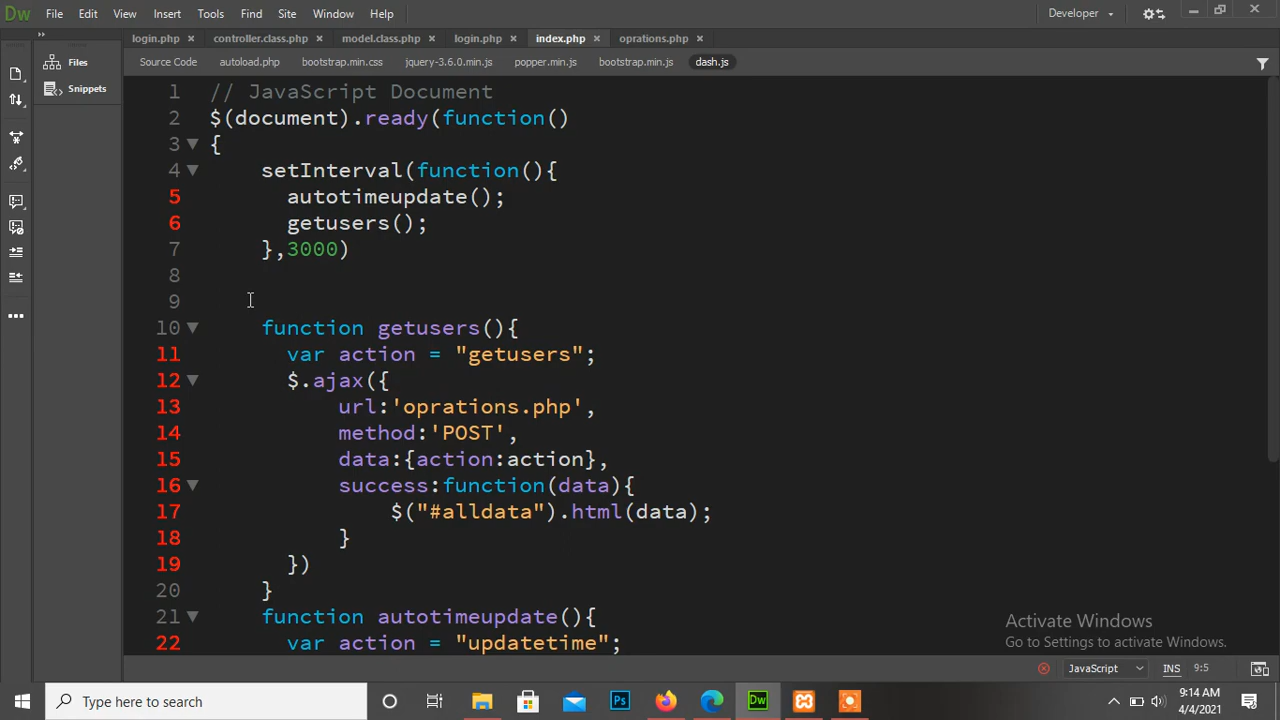 Dw File Edit View Insert Tools Find Site Window Help Developer
login.php × controller.class.php × model.class.php × login.php × index.php × oprations.php ×
Files
Snippets
Source Code autoload.php bootstrap.min.css jquery-3.6.0.min.js popper.min.js bootstrap.min.js dash.js
1 // JavaScript Document
2 $(document).ready(function()
3 {
4 setInterval(function(){
5 autotimeupdate();
6 getusers();
7 },3000)
8
9
10 function getusers(){
11 var action = "getusers";
12 $.ajax({
13 url:'oprations.php',
14 method:'POST',
15 data:{action:action},
16 success:function(data){
17 $("#alldata").html(data);
18 }
19 })
20 }
21 function autotimeupdate(){
22 var action = "updatetime";
Activate Windows
Go to Settings to activate Windows.
JavaScript INS 9:5
Type here to search
Ps Dw
9:14 AM
4/4/2021